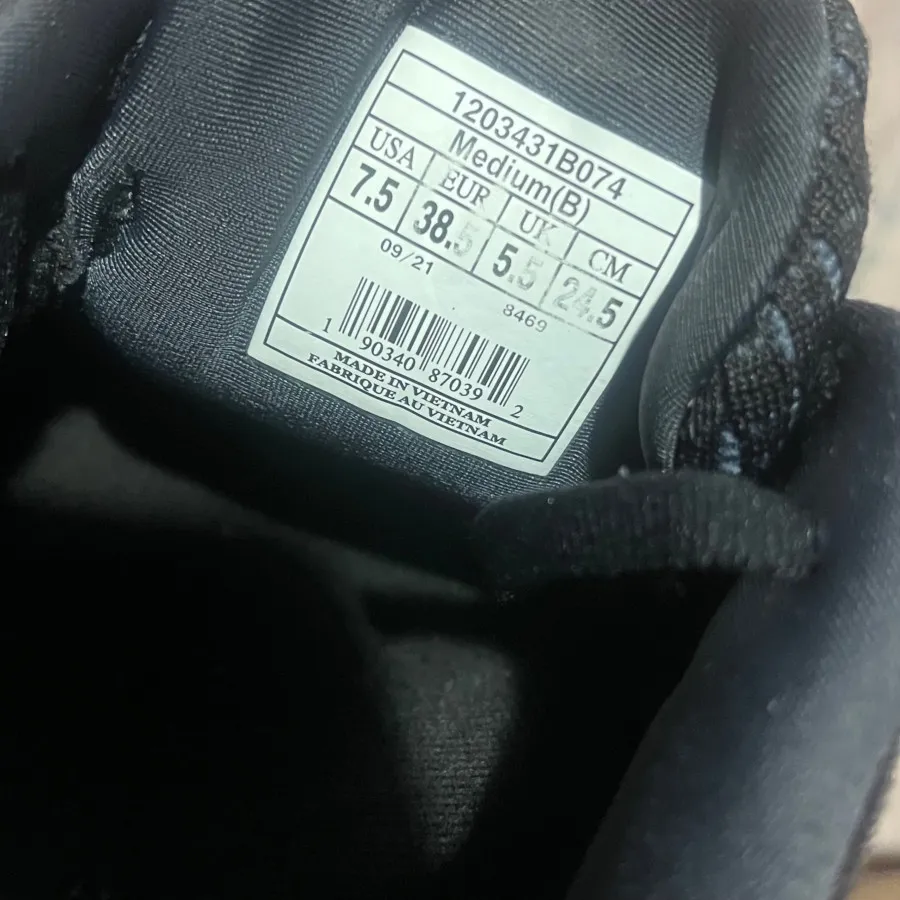 1203431B074
Medium(B)
USA EUR UK CM
7.5 38.5 5.5 24.5
09/21 8469
1 90340 87039 2
MADE IN VIETNAM
FABRIQUE AU VIETNAM